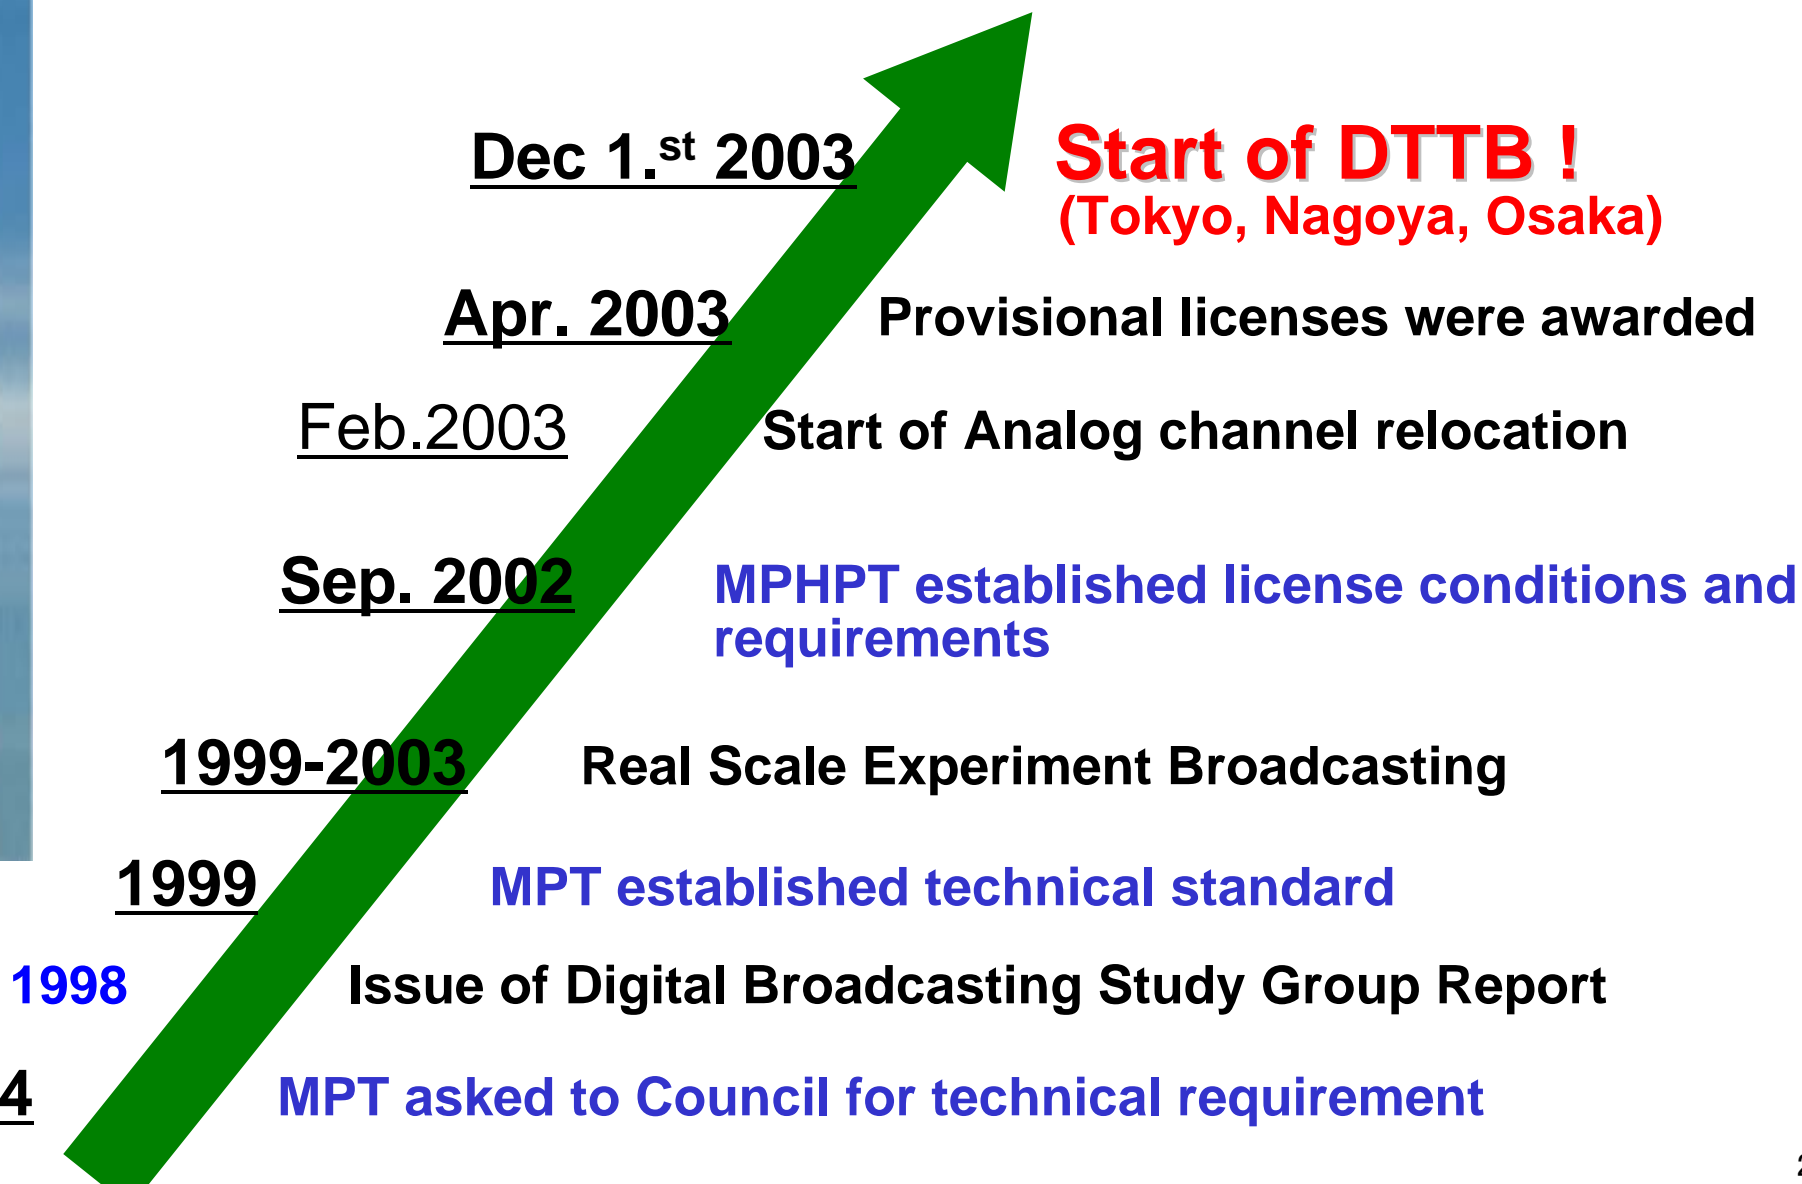 Dec 1.st 2003 Start of DTTB !
(Tokyo, Nagoya, Osaka)
Apr. 2003 Provisional licenses were awarded
Feb.2003 Start of Analog channel relocation
Sep. 2002 MPHPT established license conditions and
requirements
1999-2003 Real Scale Experiment Broadcasting
1999 MPT established technical standard
1998 Issue of Digital Broadcasting Study Group Report
4 MPT asked to Council for technical requirement